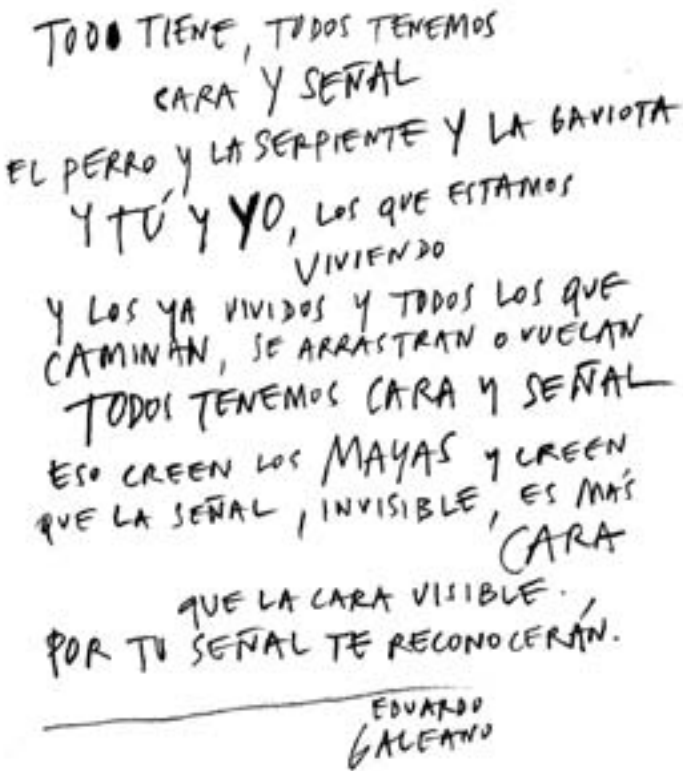 TODO TIENE, TODOS TENEMOS
CARA Y SEÑAL
EL PERRO Y LA SERPIENTE Y LA GAVIOTA
Y TÚ Y YO, LOS QUE ESTAMOS
VIVIENDO
Y LOS YA VIVIDOS Y TODOS LOS QUE
CAMINAN, SE ARRASTRAN O VUELAN
TODOS TENEMOS CARA Y SEÑAL
ESO CREEN LOS MAYAS Y CREEN
QUE LA SEÑAL, INVISIBLE, ES MÁS
CARA
QUE LA CARA VISIBLE.
POR TU SEÑAL TE RECONOCERÁN.
EDUARDO
GALEANO